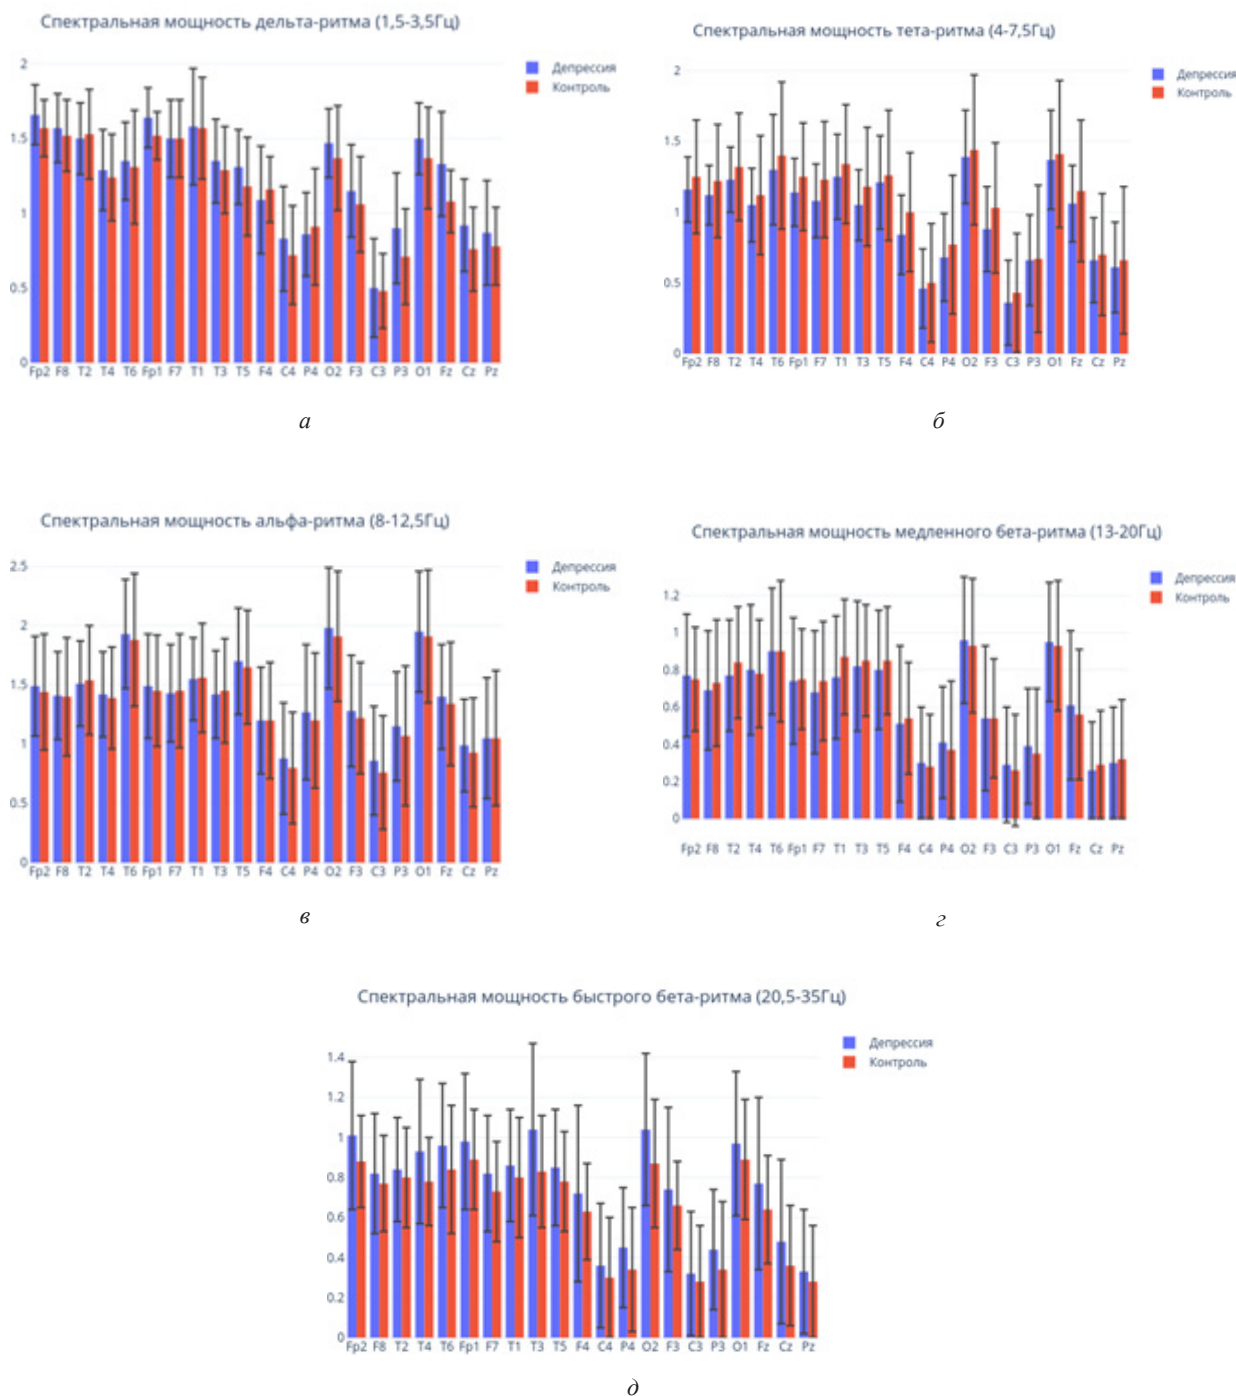 Спектральная мощность дельта-ритма (1,5-3,5Гц)
Депрессия
Контроль
2
1.5
1
0.5
0
Fp2 F8 T2 T4 T6 Fp1 F7 T1 T3 T5 F4 C4 P4 O2 F3 C3 P3 O1 Fz Cz Pz
а
Спектральная мощность тета-ритма (4-7,5Гц)
Депрессия
Контроль
2
1.5
1
0.5
0
Fp2 F8 T2 T4 T6 Fp1 F7 T1 T3 T5 F4 C4 P4 O2 F3 C3 P3 O1 Fz Cz Pz
б
Спектральная мощность альфа-ритма (8-12,5Гц)
Депрессия
Контроль
2.5
2
1.5
1
0.5
0
Fp2 F8 T2 T4 T6 Fp1 F7 T1 T3 T5 F4 C4 P4 O2 F3 C3 P3 O1 Fz Cz Pz
в
Спектральная мощность медленного бета-ритма (13-20Гц)
Депрессия
Контроль
1.2
1
0.8
0.6
0.4
0.2
0
Fp2 F8 T2 T4 T6 Fp1 F7 T1 T3 T5 F4 C4 P4 O2 F3 C3 P3 O1 Fz Cz Pz
г
Спектральная мощность быстрого бета-ритма (20,5-35Гц)
Депрессия
Контроль
1.4
1.2
1
0.8
0.6
0.4
0.2
0
Fp2 F8 T2 T4 T6 Fp1 F7 T1 T3 T5 F4 C4 P4 O2 F3 C3 P3 O1 Fz Cz Pz
д